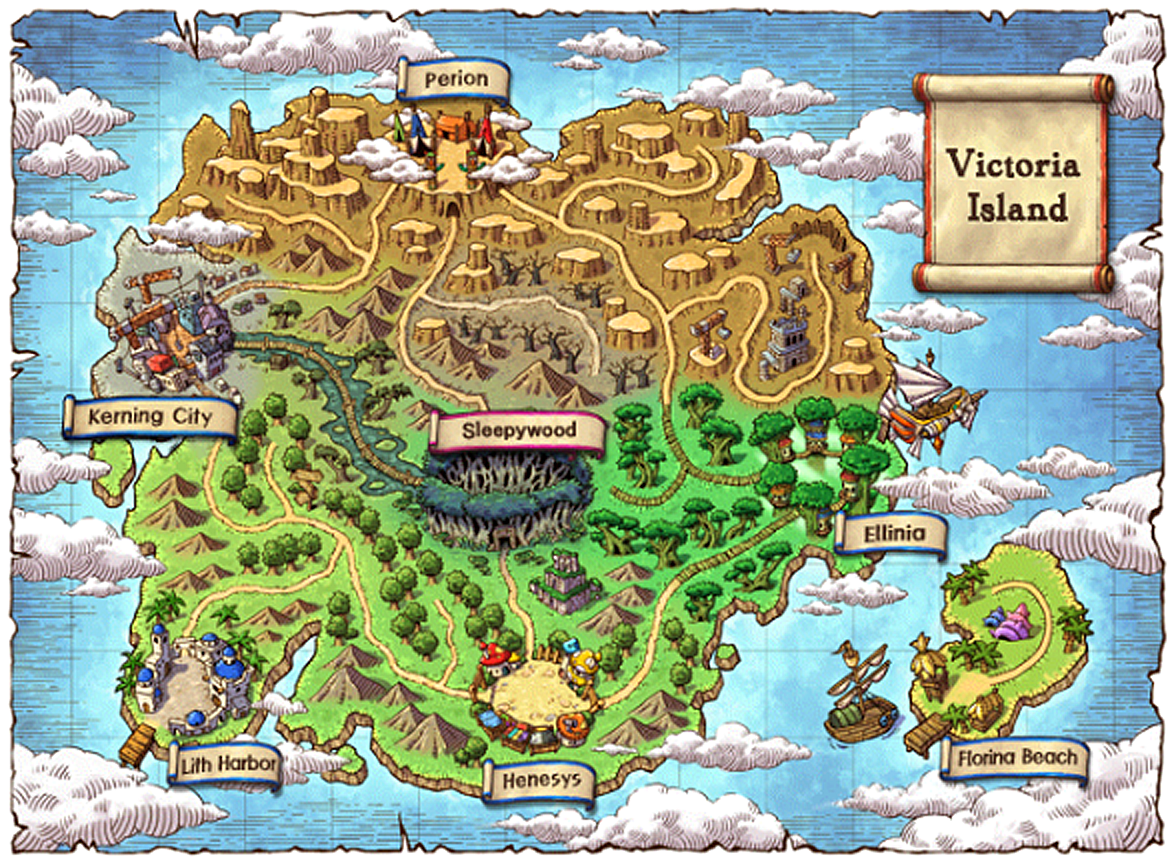 Perion
Victoria
Island
Kerning City
Sleepywood
Ellinia
Lith Harbor
Henesys
Florina Beach